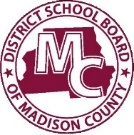 DISTRICT SCHOOL BOARD
MC
OF MADISON COUNTY